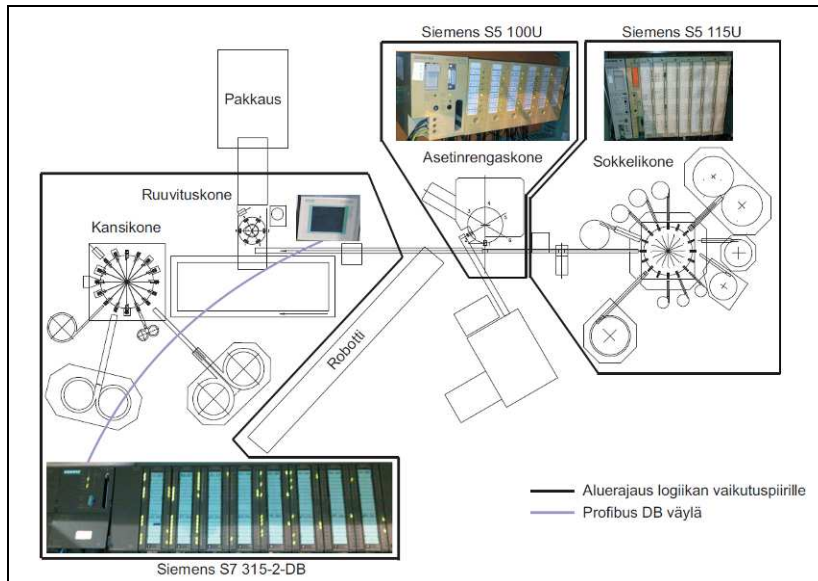 Siemens S5 100U
Siemens S5 115U
Pakkaus
Asetinrengaskone
Sokkelikone
Ruuvituskone
Kansikone
Robotti
Aluerajaus logiikan vaikutuspiirille
Profibus DB väylä
Siemens S7 315-2-DB